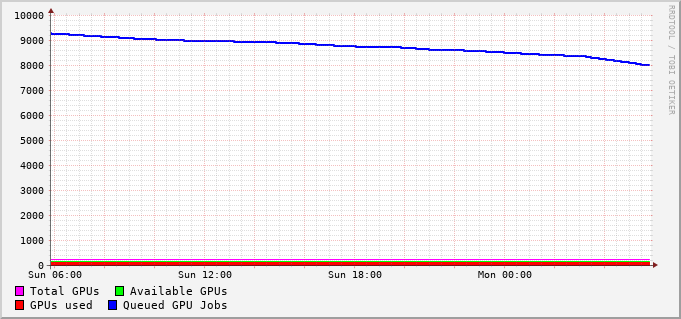 10000
9000
8000
7000
6000
5000
4000
3000
2000
1000
0
Sun 06:00 Sun 12:00 Sun 18:00 Mon 00:00
Total GPUs Available GPUs
GPUs used Queued GPU Jobs
RRDTOOL / TOBI OETIKER